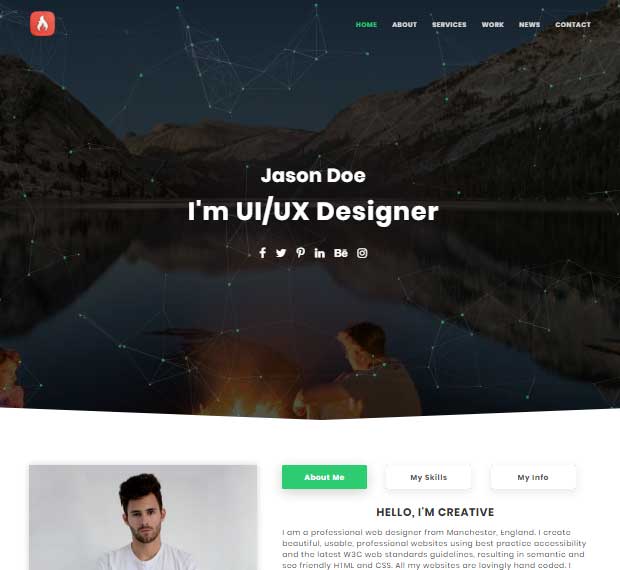 HOME ABOUT SERVICES WORK NEWS CONTACT
Jason Doe
I'm UI/UX Designer
Bē
About Me My Skills My Info
HELLO, I'M CREATIVE
I am a professional web designer from Manchester, England. I create
beautiful, usable, professional websites using best practice accessibility
and the latest W3C web standards guidelines, resulting in semantic and
seo friendly HTML and CSS. All my websites are lovingly hand coded. I